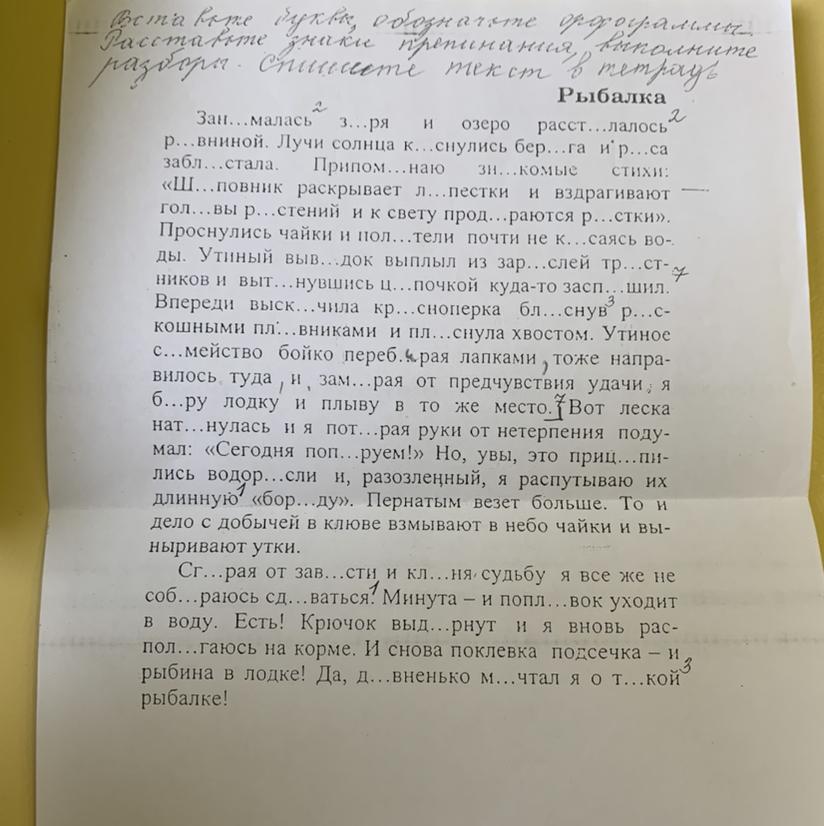 Вставьте буквы, обозначьте орфограммы.
Расставьте знаки препинания, выполните
разборы. Спишите текст в тетрадь
Рыбалка
Зан...малась² з...ря и озеро расст...лалось²
р...вниной. Лучи солнца к...снулись бер...га и р...са
забл...стала. Припом...наю зн...комые стихи:
«Ш...повник раскрывает л...пестки и вздрагивают
гол...вы р...стений и к свету прод...раются р...стки».
Проснулись чайки и пол...тели почти не к...саясь во-
ды. Утиный выв...док выплыл из зар...слей тр...ст-
ников и выт...нувшись ц...почкой куда-то засп...шил.⁷
Впереди выск...чила кр...сноперка бл...снув³ р...с-
кошными пл...вниками и пл...снула хвостом. Утиное
с...мейство бойко переб..и.рая лапками, тоже напра-
вилось туда, и, зам...рая от предчувствия удачи, я
б...ру лодку и плыву в то же место.⁷ Вот леска
нат...нулась и я пот...рая руки от нетерпения поду-
мал: «Сегодня поп...руем!» Но, увы, это приц...пи-
лись водор...сли и, разозленный, я распутываю их
длинную¹ «бор...ду». Пернатым везет больше. То и
дело с добычей в клюве взмывают в небо чайки и вы-
ныривают утки.
Сг...рая от зав...сти и кл...ня судьбу я все же не
соб...раюсь сд...ваться¹. Минута – и попл...вок уходит
в воду. Есть! Крючок выд...рнут и я вновь рас-
пол...гаюсь на корме. И снова поклевка подсечка – и
рыбина в лодке! Да, д...вненько м...чтал я о т...кой³
рыбалке!